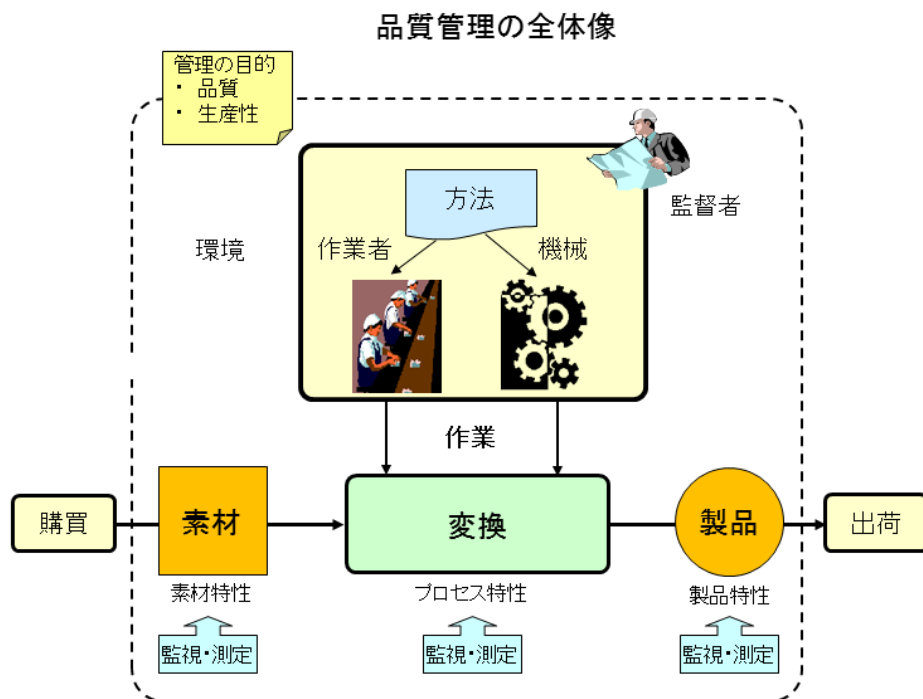 品質管理の全体像
管理の目的
・ 品質
・ 生産性
方法
監督者
環境
作業者
機械
作業
購買
素材
変換
製品
出荷
素材特性
プロセス特性
製品特性
監視・測定
監視・測定
監視・測定